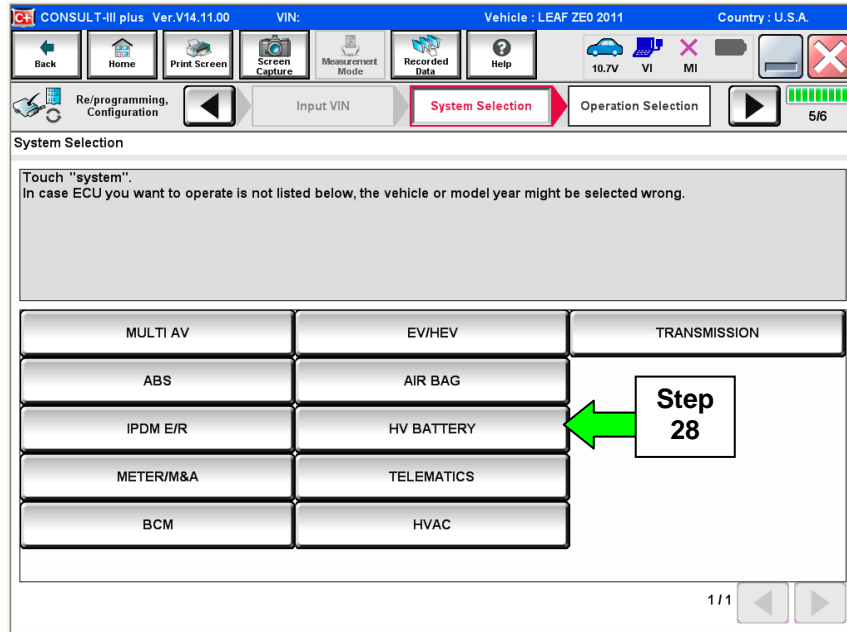 C+ CONSULT-III plus Ver.V14.11.00 VIN: Vehicle : LEAF ZE0 2011 Country : U.S.A.
Back Home Print Screen Screen Capture Measurement Mode Recorded Data Help 10.7V VI MI
Re/programming, Configuration Input VIN System Selection Operation Selection 5/6
System Selection
Touch "system".
In case ECU you want to operate is not listed below, the vehicle or model year might be selected wrong.
MULTI AV EV/HEV TRANSMISSION
ABS AIR BAG
IPDM E/R HV BATTERY
Step
28
METER/M&A TELEMATICS
BCM HVAC
1/1